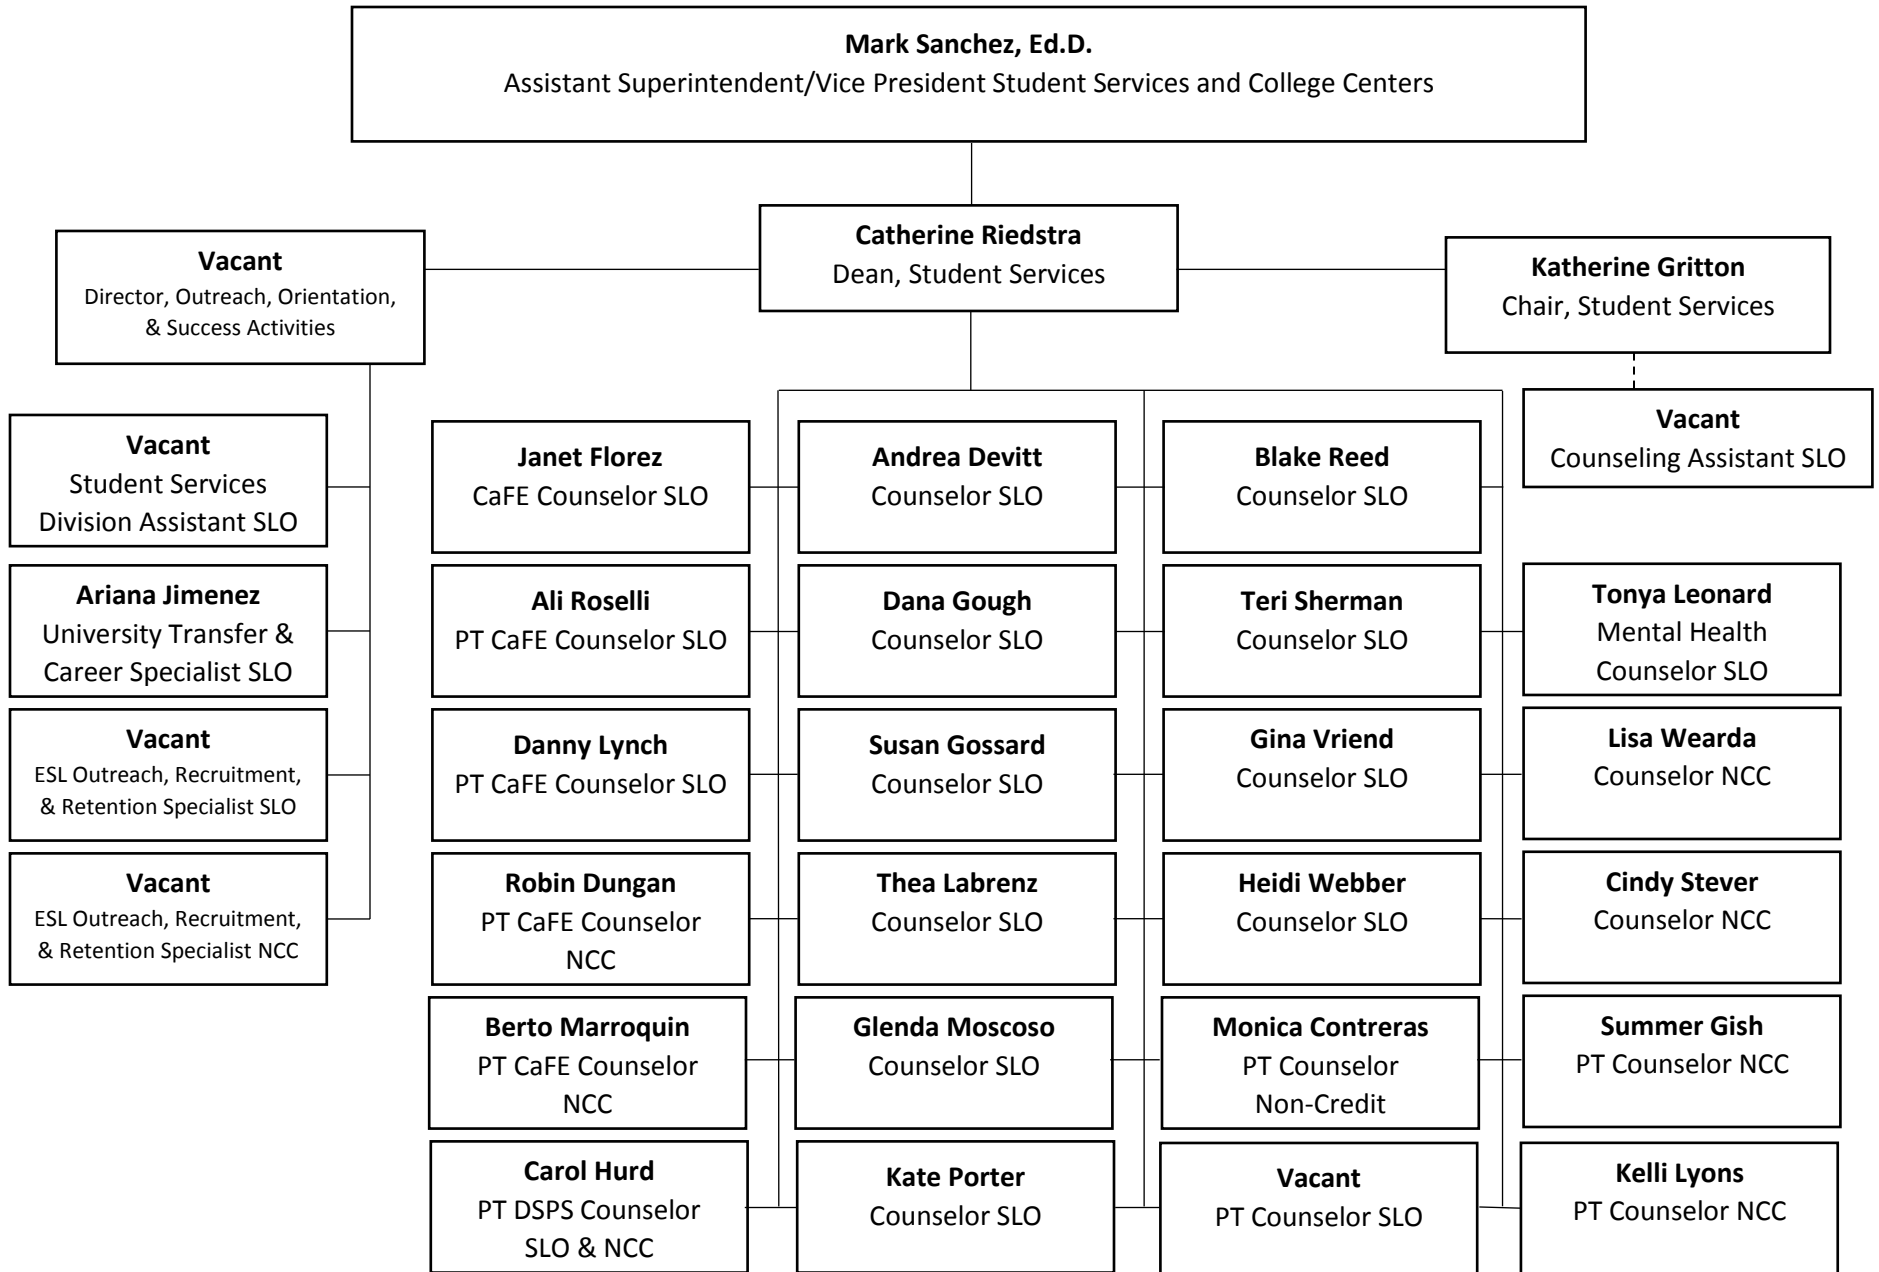 Mark Sanchez, Ed.D.
Assistant Superintendent/Vice President Student Services and College Centers
Catherine Riedstra
Dean, Student Services
Vacant
Director, Outreach, Orientation,
& Success Activities
Katherine Gritton
Chair, Student Services
Vacant
Counseling Assistant SLO
Vacant
Student Services
Division Assistant SLO
Janet Florez
CaFE Counselor SLO
Andrea Devitt
Counselor SLO
Blake Reed
Counselor SLO
Ariana Jimenez
University Transfer &
Career Specialist SLO
Ali Roselli
PT CaFE Counselor SLO
Dana Gough
Counselor SLO
Teri Sherman
Counselor SLO
Tonya Leonard
Mental Health
Counselor SLO
Vacant
ESL Outreach, Recruitment,
& Retention Specialist SLO
Danny Lynch
PT CaFE Counselor SLO
Susan Gossard
Counselor SLO
Gina Vriend
Counselor SLO
Lisa Wearda
Counselor NCC
Vacant
ESL Outreach, Recruitment,
& Retention Specialist NCC
Robin Dungan
PT CaFE Counselor
NCC
Thea Labrenz
Counselor SLO
Heidi Webber
Counselor SLO
Cindy Stever
Counselor NCC
Berto Marroquin
PT CaFE Counselor
NCC
Glenda Moscoso
Counselor SLO
Monica Contreras
PT Counselor
Non-Credit
Summer Gish
PT Counselor NCC
Carol Hurd
PT DSPS Counselor
SLO & NCC
Kate Porter
Counselor SLO
Vacant
PT Counselor SLO
Kelli Lyons
PT Counselor NCC